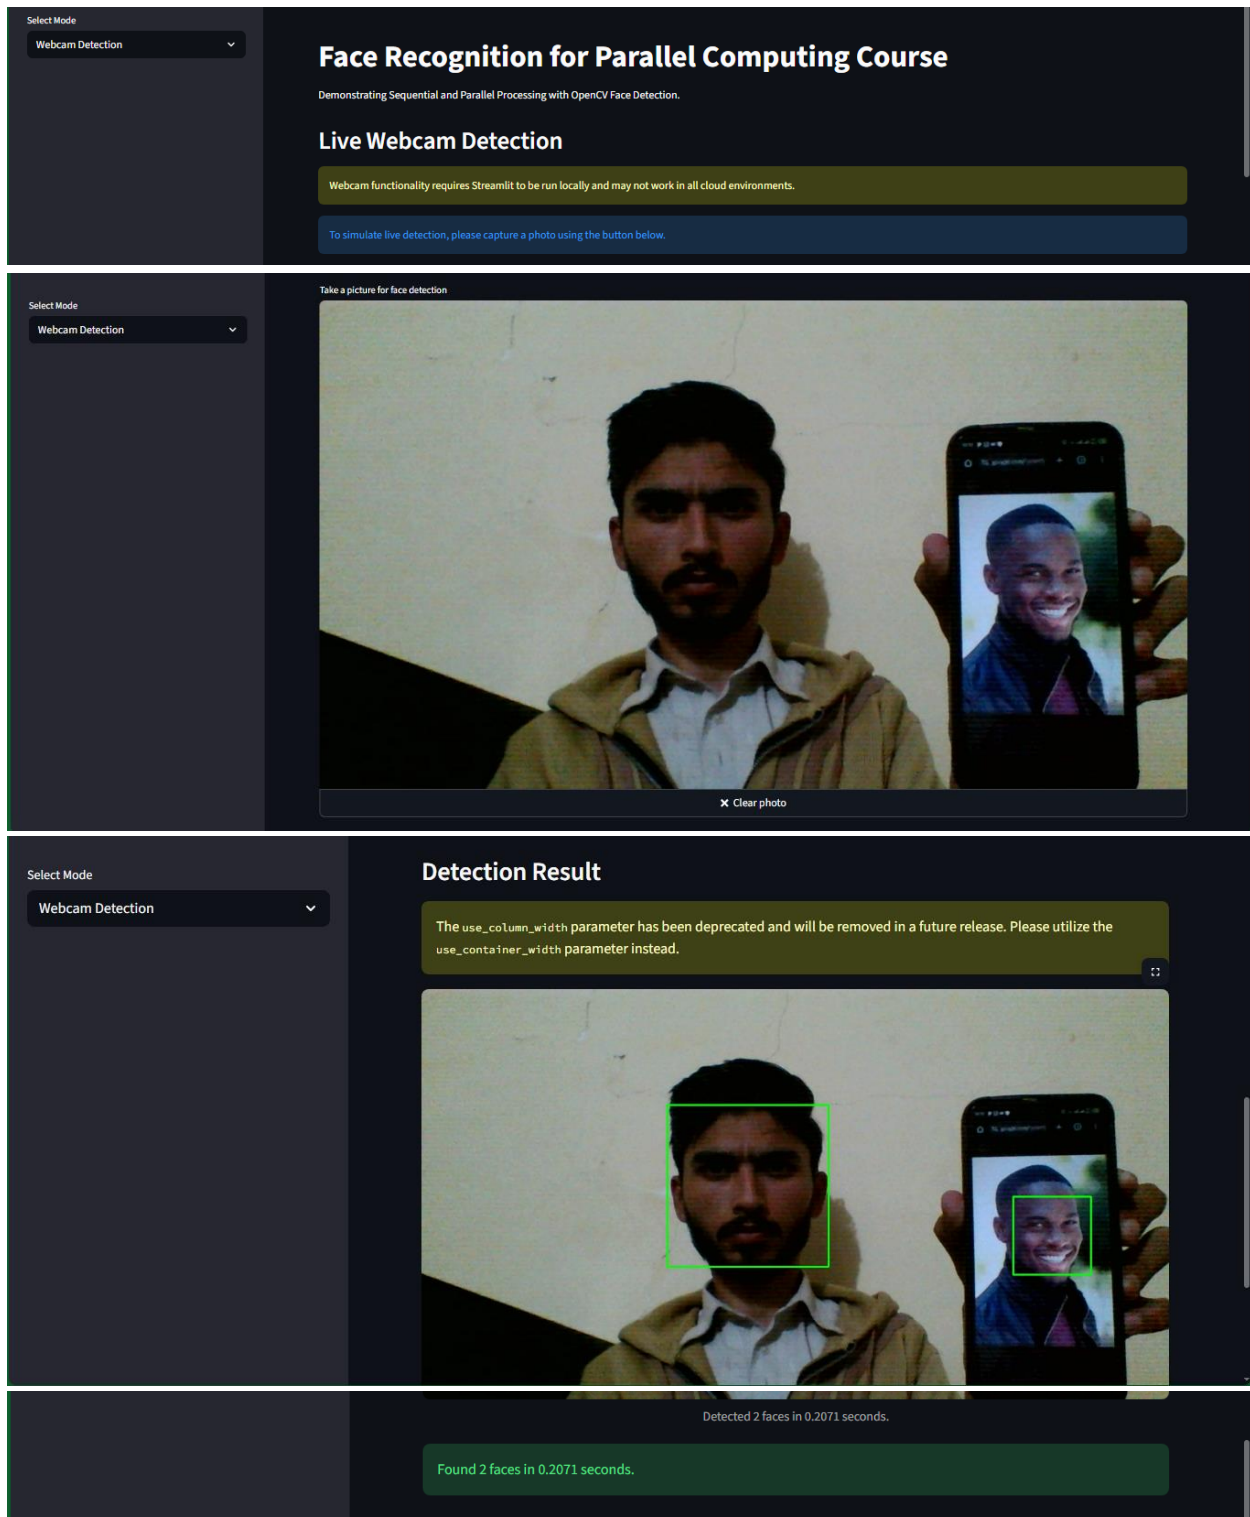 Select Mode
Webcam Detection
Face Recognition for Parallel Computing Course
Demonstrating Sequential and Parallel Processing with OpenCV Face Detection.
Live Webcam Detection
Webcam functionality requires Streamlit to be run locally and may not work in all cloud environments.
To simulate live detection, please capture a photo using the button below.
Take a picture for face detection
Select Mode
Webcam Detection
Clear photo
Detection Result
Select Mode
Webcam Detection
The use_column_width parameter has been deprecated and will be removed in a future release. Please utilize the
use_container_width parameter instead.
Detected 2 faces in 0.2071 seconds.
Found 2 faces in 0.2071 seconds.